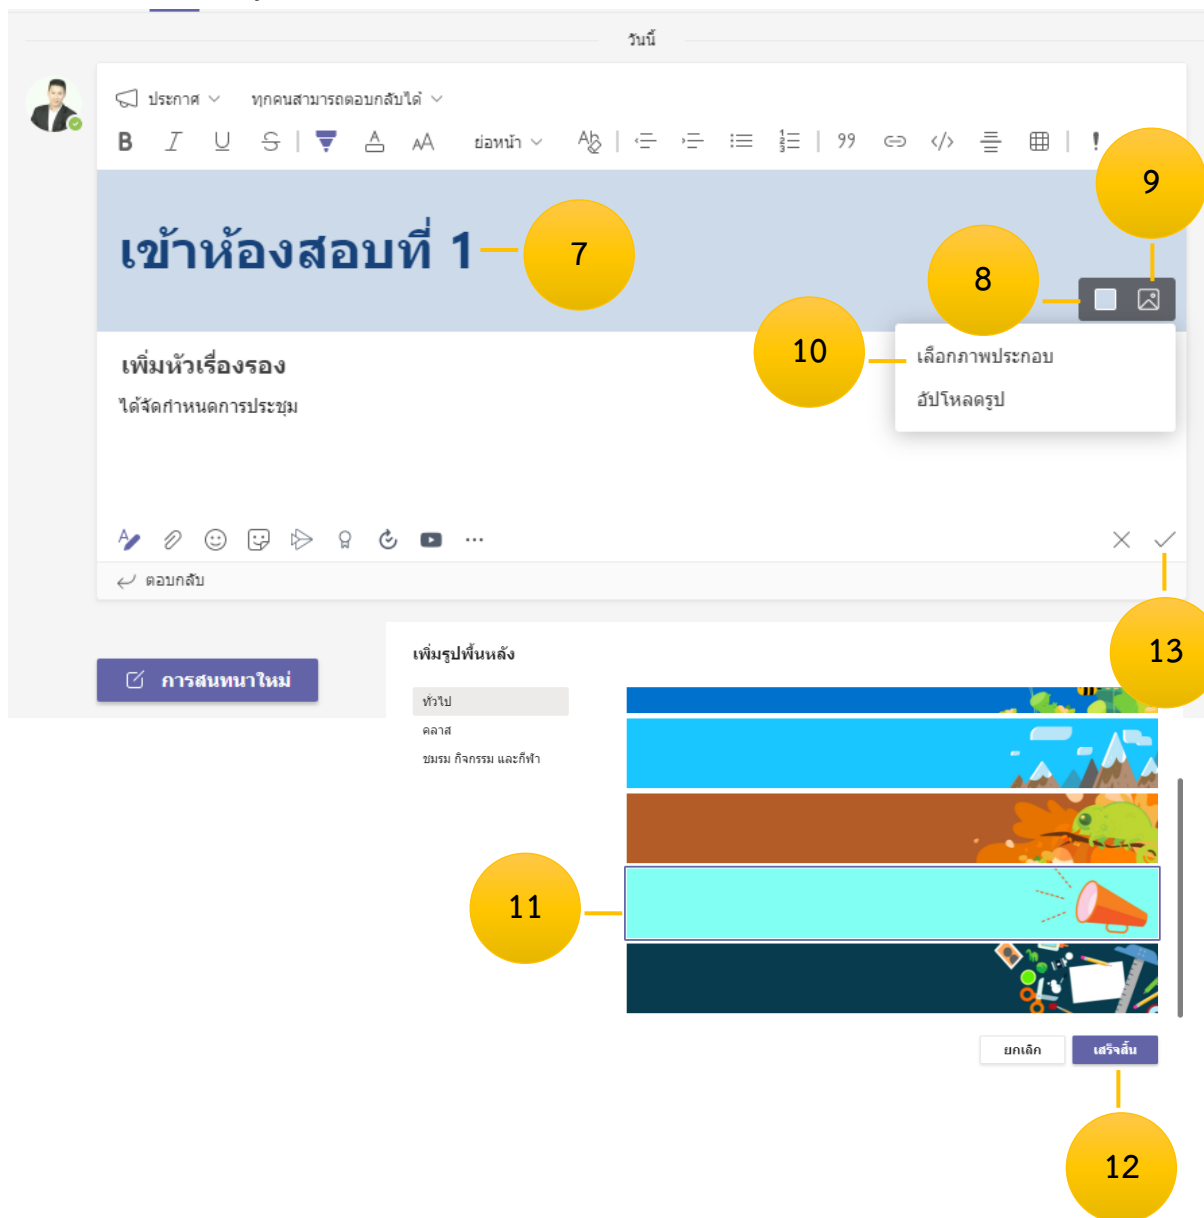 วันนี้
ประกาศ ทุกคนสามารถตอบกลับได้
B I U S A AA ย่อหน้า Ab 99 </> !
9
เข้าห้องสอบที่ 1
7
8
10
เลือกภาพประกอบ
เพิ่มหัวเรื่องรอง
อัปโหลดรูป
ได้จัดกำหนดการประชุม
ตอบกลับ
13
เพิ่มรูปพื้นหลัง
การสนทนาใหม่
ทั่วไป
คลาส
ชมรม กิจกรรม และกีฬา
11
ยกเลิก เสร็จสิ้น
12